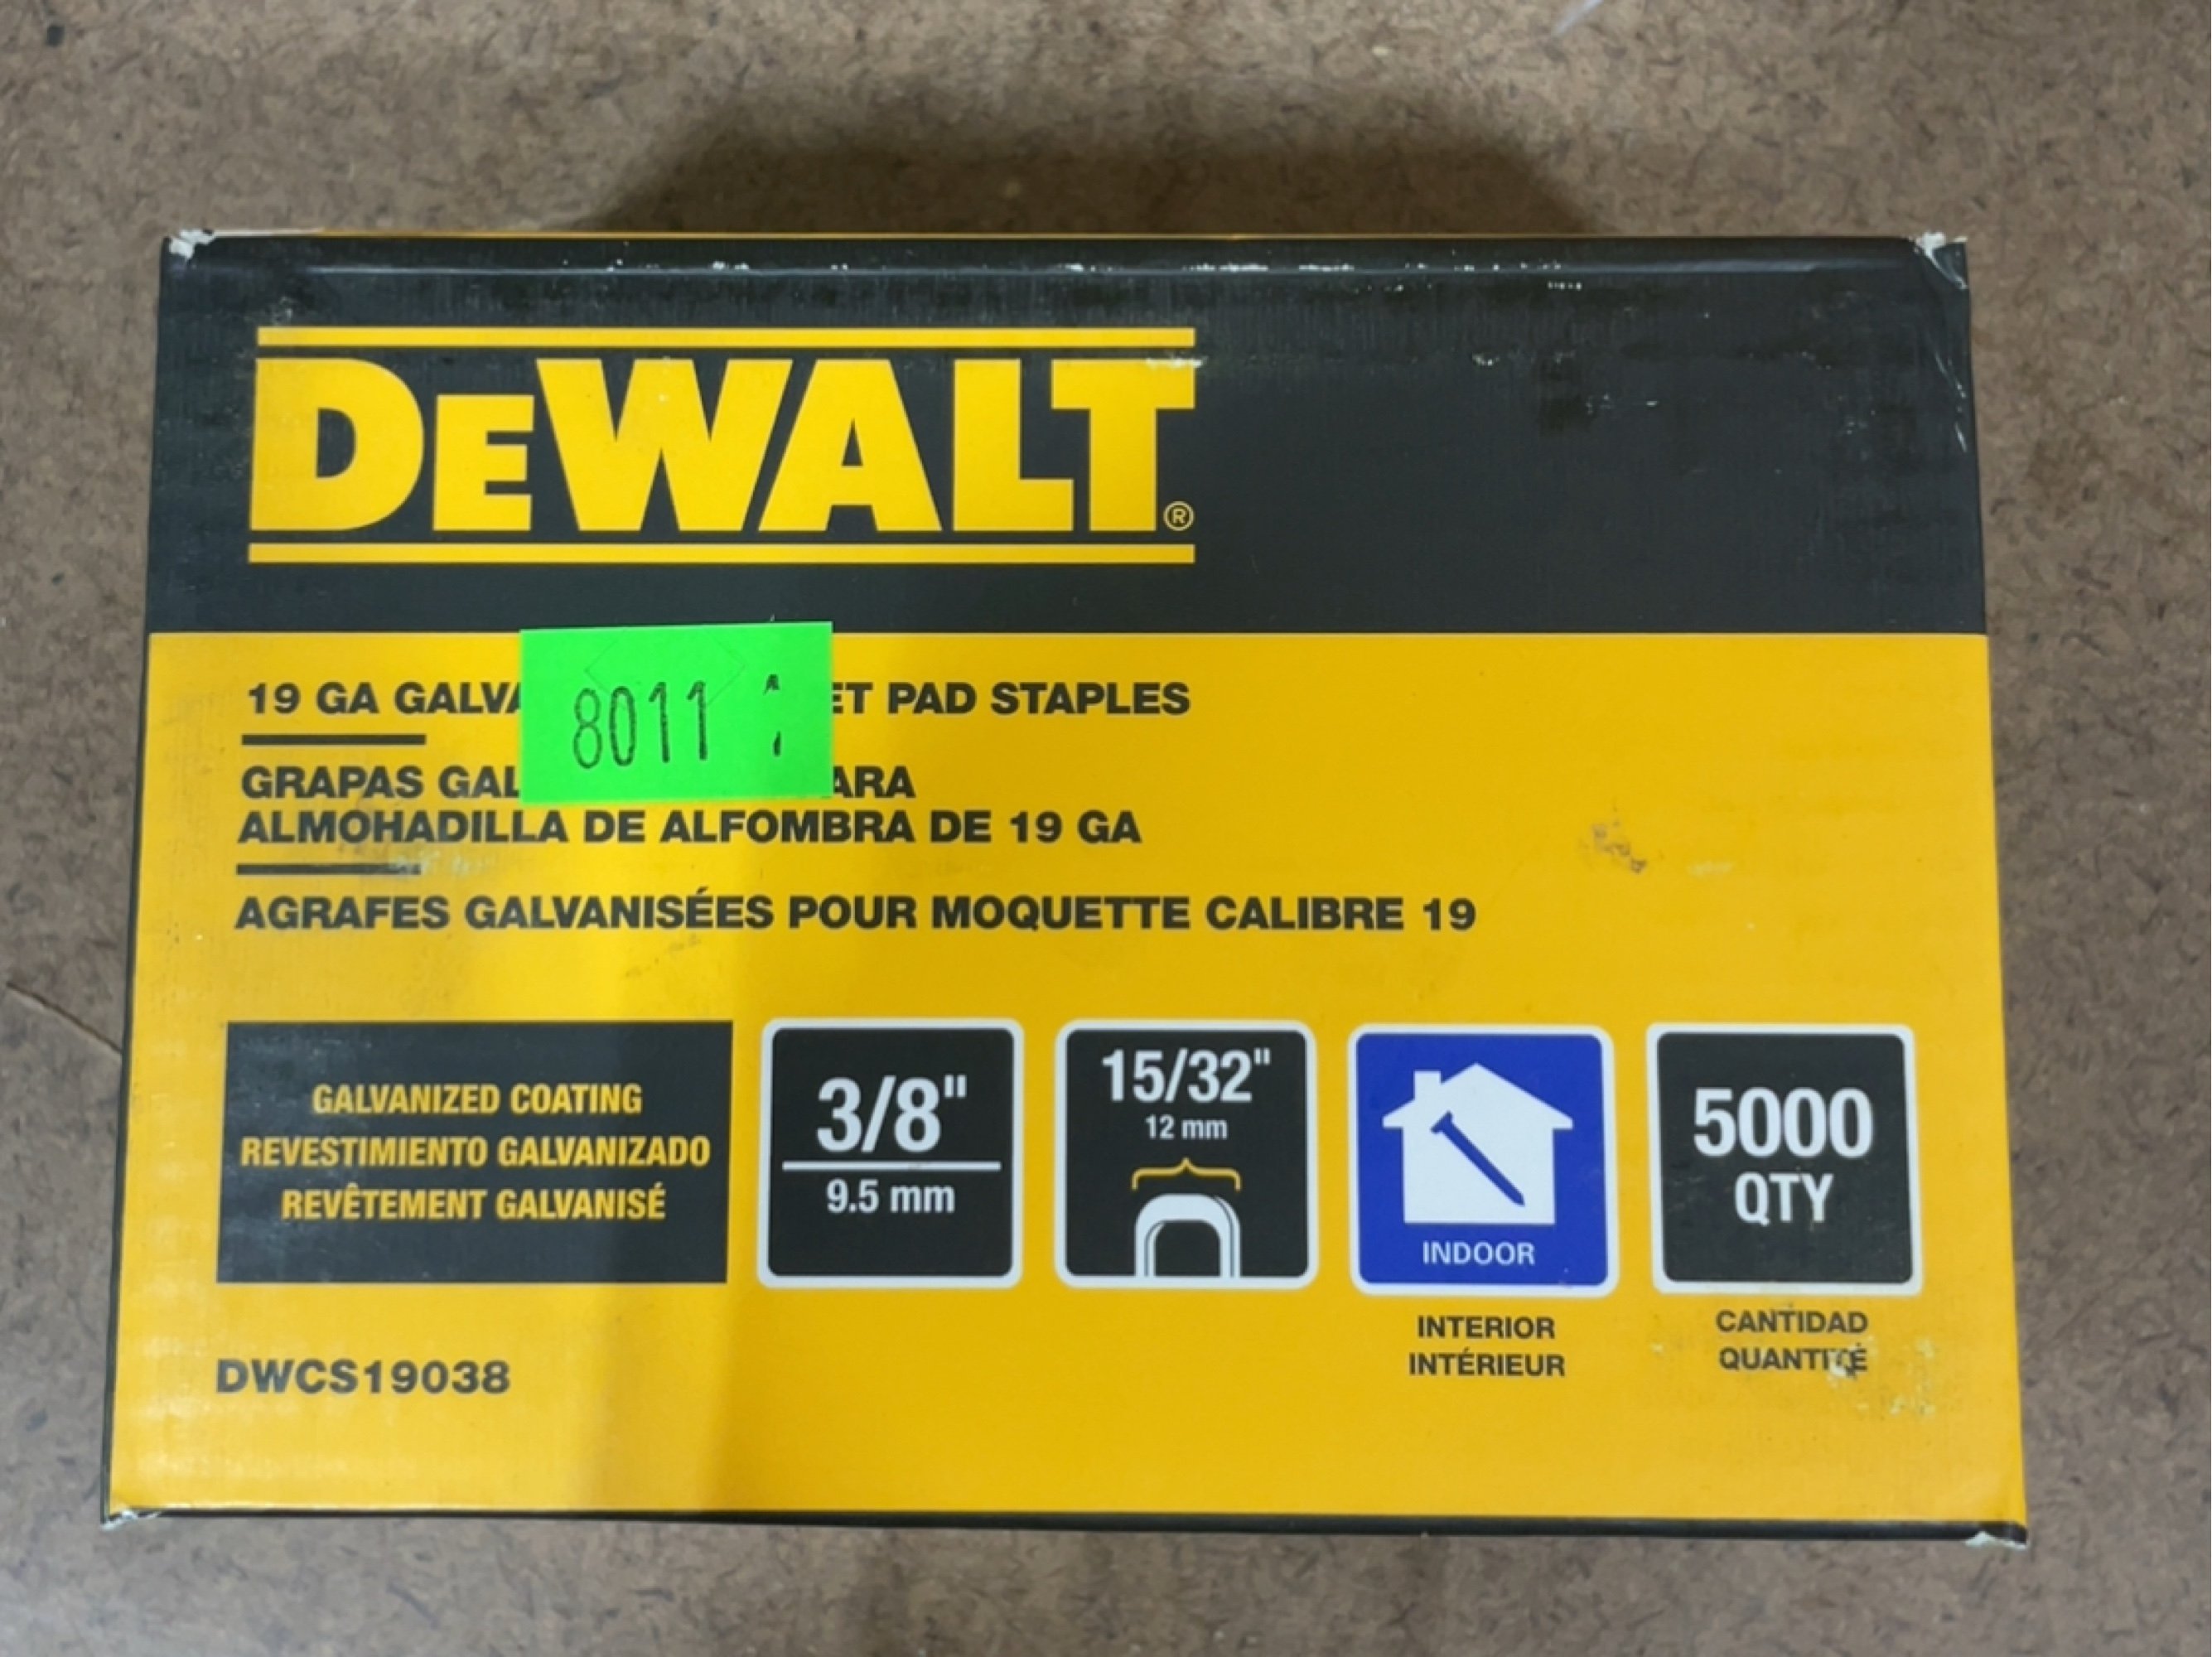 DEWALT®
19 GA GALVA ET PAD STAPLES
8011
GRAPAS GAL ARA
ALMOHADILLA DE ALFOMBRA DE 19 GA
AGRAFES GALVANISÉES POUR MOQUETTE CALIBRE 19
GALVANIZED COATING
REVESTIMIENTO GALVANIZADO
REVÊTEMENT GALVANISÉ
3/8"
9.5 mm
15/32"
12 mm
INDOOR
INTERIOR
INTÉRIEUR
5000
QTY
CANTIDAD
QUANTITÉ
DWCS19038